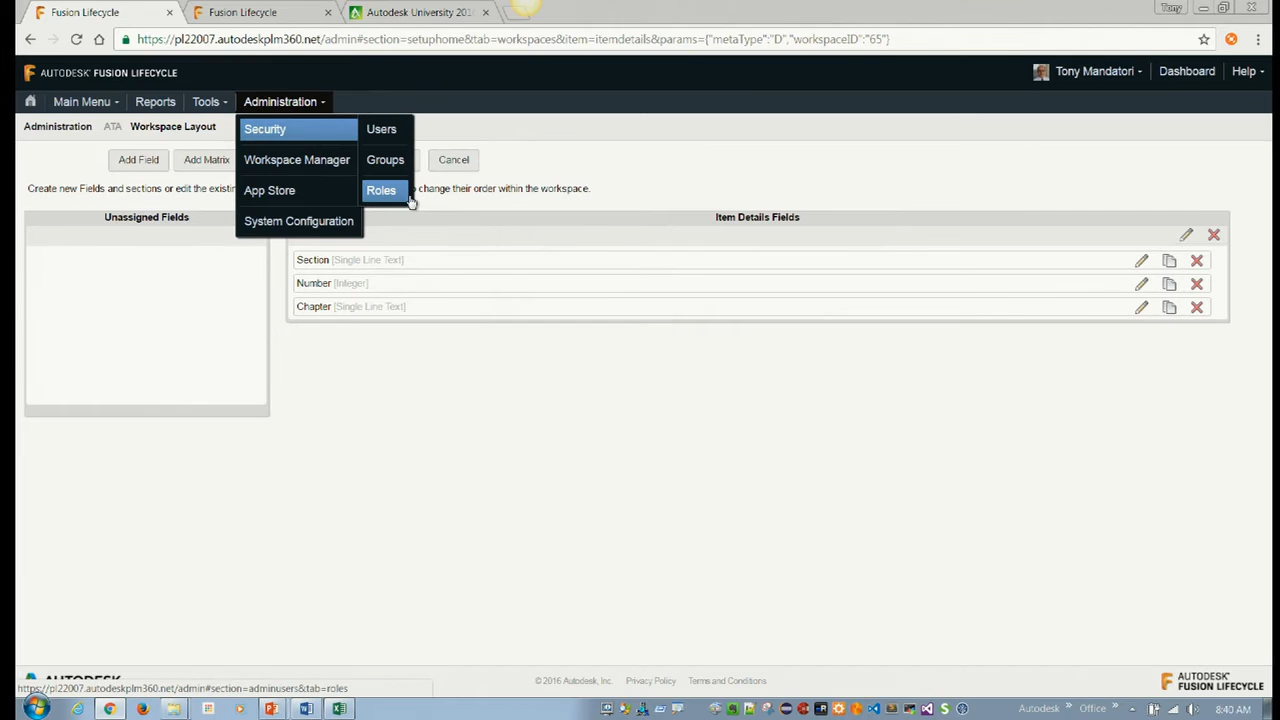 Fusion Lifecycle
Fusion Lifecycle
Autodesk University 201
Tony
https://pl22007.autodeskplm360.net/admin#section=setuphome&tab=workspaces&item=itemdetails&params={"metaType":"D","workspaceID":"65"}
AUTODESK® FUSION LIFECYCLE
Tony Mandatori
Dashboard
Help
Main Menu
Reports
Tools
Administration
Administration
ATA
Workspace Layout
Security
Users
Workspace Manager
Groups
App Store
Roles
System Configuration
Add Field
Add Matrix
Cancel
Create new Fields and sections or edit the existin
o change their order within the workspace.
Unassigned Fields
Item Details Fields
Section [Single Line Text]
Number [Integer]
Chapter [Single Line Text]
© 2016 Autodesk, Inc.
Privacy Policy
Terms and Conditions
AUTODESK®
FUSION LIFECYCLE
https://pl22007.autodeskplm360.net/admin#section=adminusers&tab=roles
Autodesk
Office
8:40 AM